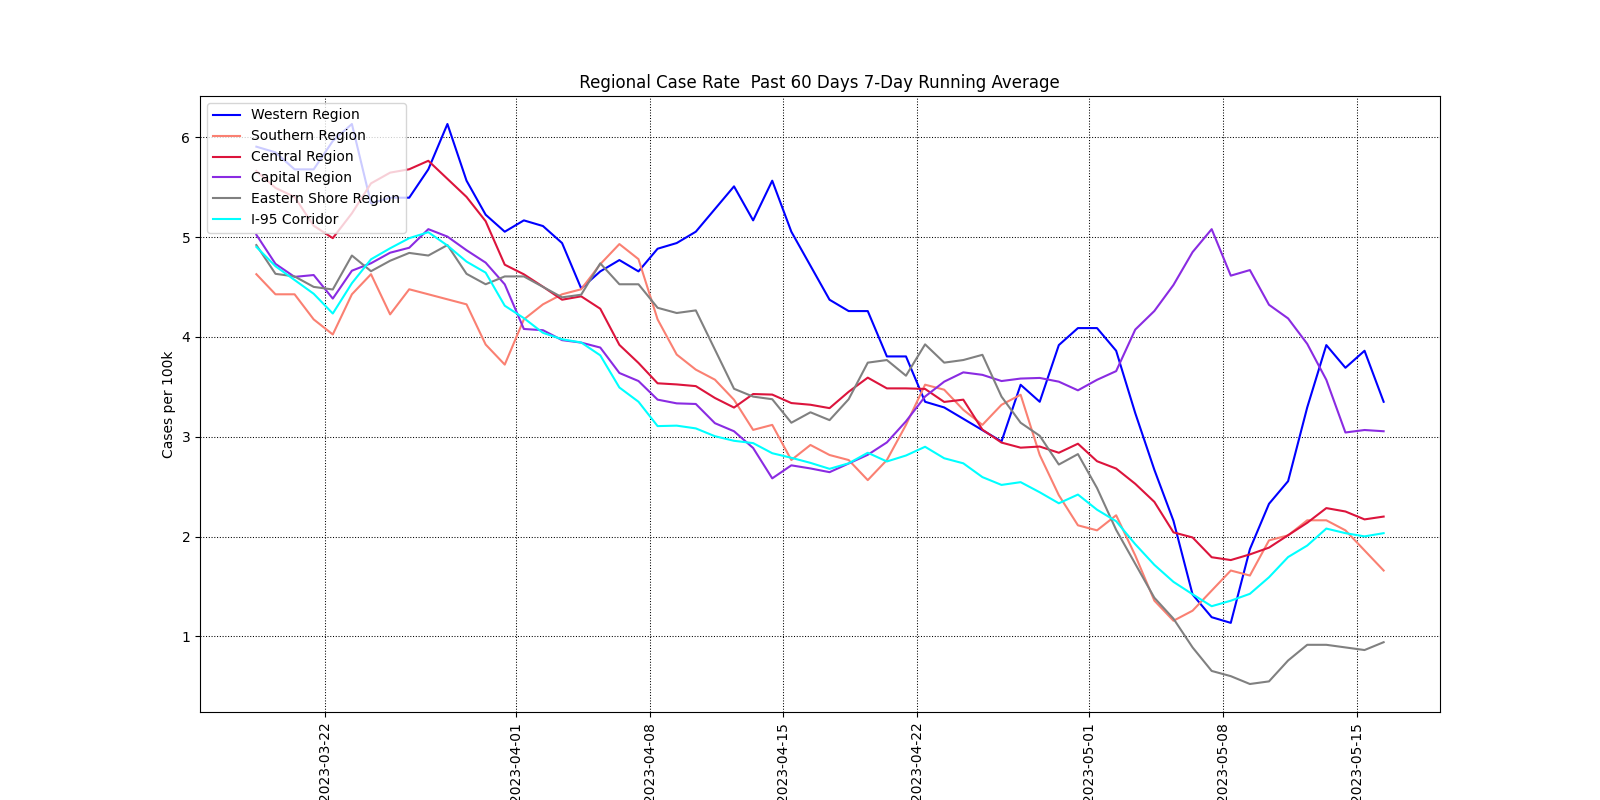 Regional Case Rate  Past 60 Days 7-Day Running Average
Western Region
Southern Region
Central Region
Capital Region
Eastern Shore Region
I-95 Corridor
Cases per 100k
6
5
4
3
2
1
2023-03-22
2023-04-01
2023-04-08
2023-04-15
2023-04-22
2023-05-01
2023-05-08
2023-05-15